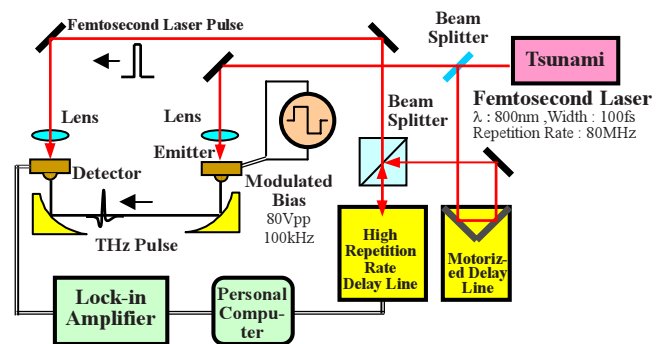 Femtosecond Laser Pulse
Beam
Splitter
Tsunami
Femtosecond Laser
λ : 800nm ,Width : 100fs
Repetition Rate : 80MHz
Lens
Lens
Beam
Splitter
Emitter
Detector
Modulated
Bias
80Vpp
100kHz
THz Pulse
High
Repetition
Rate
Delay Line
Motoriz-
ed Delay
Line
Lock-in
Amplifier
Personal
Compu-
ter